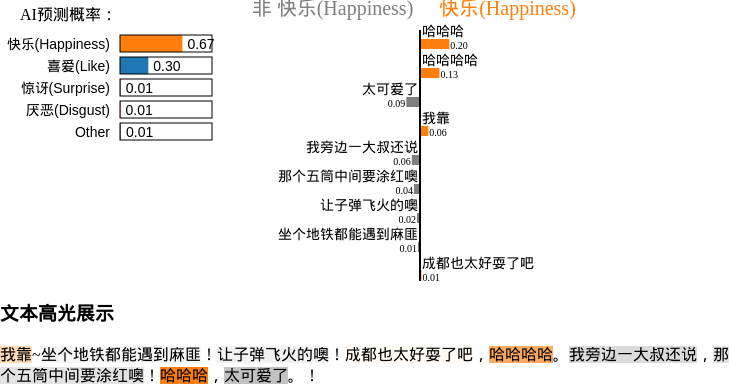 AI预测概率：
快乐(Happiness) 0.67
喜爱(Like) 0.30
惊讶(Surprise) 0.01
厌恶(Disgust) 0.01
Other 0.01
非 快乐(Happiness) 快乐(Happiness)
哈哈哈
0.20
哈哈哈哈
0.13
太可爱了
0.09
我靠
0.06
我旁边一大叔还说
0.06
那个五筒中间要涂红噢
0.04
让子弹飞火的噢
0.02
坐个地铁都能遇到麻匪
0.01
成都也太好耍了吧
0.01
文本高光展示
我靠~坐个地铁都能遇到麻匪！让子弹飞火的噢！成都也太好耍了吧，哈哈哈哈。我旁边一大叔还说，那
个五筒中间要涂红噢！哈哈哈，太可爱了。！